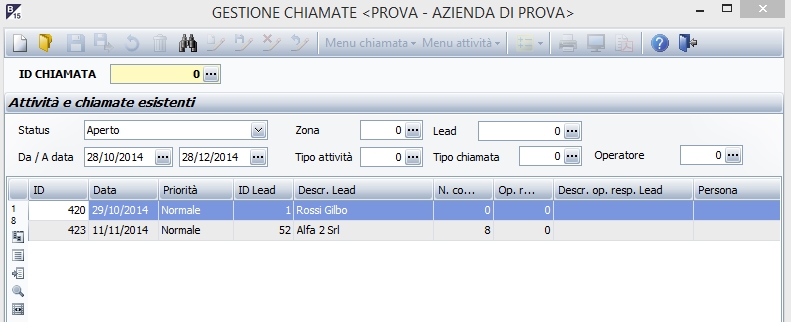 B 15 GESTIONE CHIAMATE <PROVA - AZIENDA DI PROVA>
Menu chiamata Menu attività
ID CHIAMATA 0 ...
Attività e chiamate esistenti
Status Aperto Zona 0 ... Lead 0 ...
Da / A data 28/10/2014 ... 28/12/2014 ... Tipo attività 0 ... Tipo chiamata 0 ... Operatore 0 ...
ID Data Priorità ID Lead Descr. Lead N. co... Op. r... Descr. op. resp. Lead Persona
1 420 29/10/2014 Normale 1 Rossi Gilbo 0 0
8 423 11/11/2014 Normale 52 Alfa 2 Srl 8 0